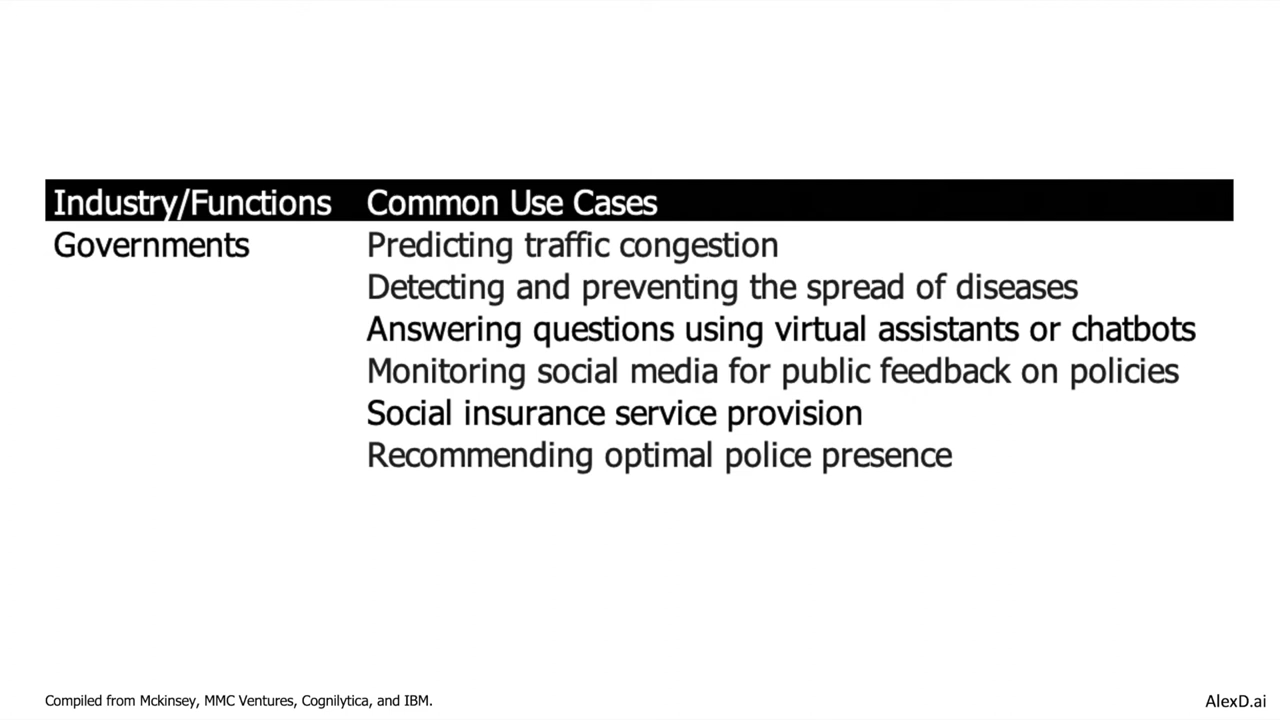 Industry/Functions Common Use Cases
Governments Predicting traffic congestion
Detecting and preventing the spread of diseases
Answering questions using virtual assistants or chatbots
Monitoring social media for public feedback on policies
Social insurance service provision
Recommending optimal police presence
Compiled from Mckinsey, MMC Ventures, Cognilytica, and IBM.
AlexD.ai